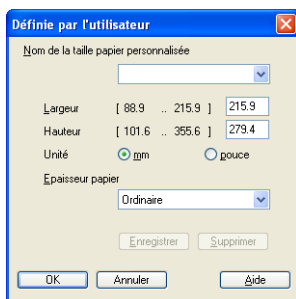 Définie par l'utilisateur
Nom de la taille papier personnalisée
Largeur [ 88.9 .. 215.9 ] 215.9
Hauteur [ 101.6 .. 355.6 ] 279.4
Unité mm pouce
Epaisseur papier
Ordinaire
Enregistrer Supprimer
OK Annuler Aide